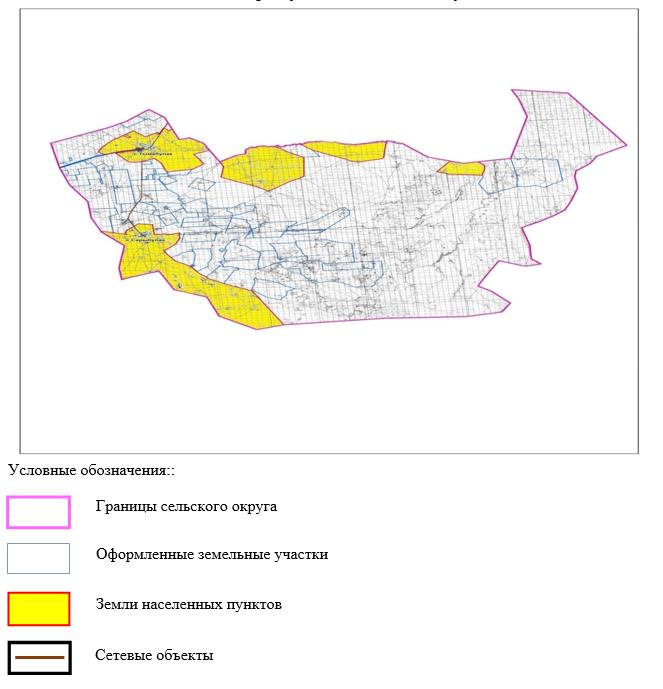 Условные обозначения::
Границы сельского округа
Оформленные земельные участки
Земли населенных пунктов
Сетевые объекты